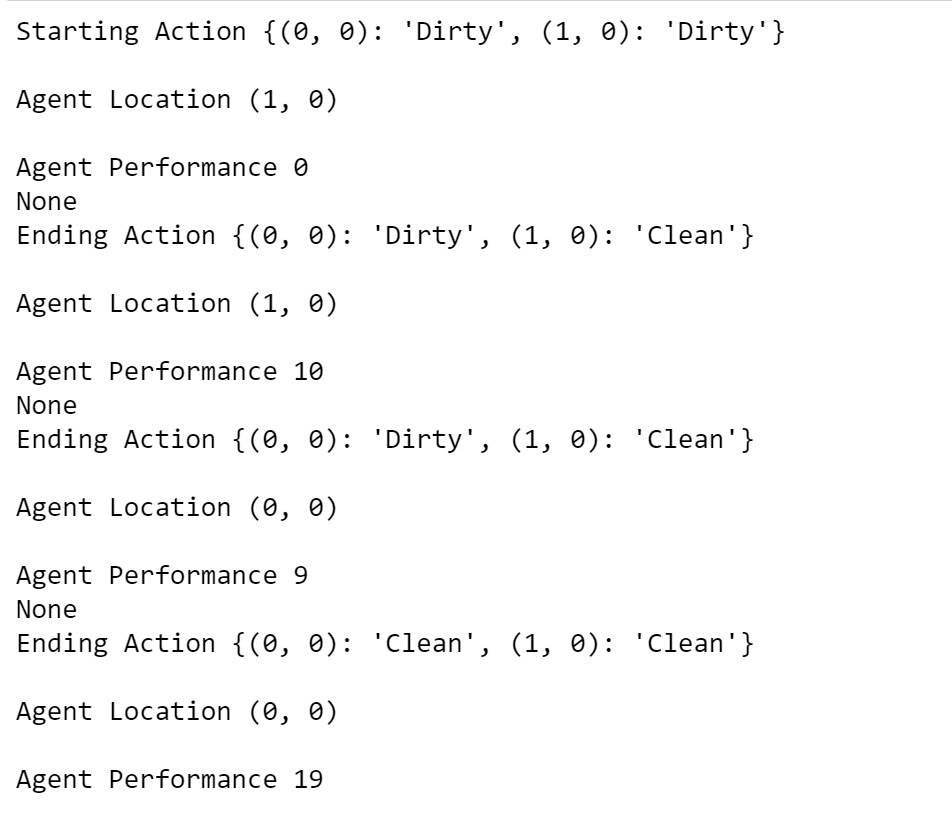 Starting Action {(0, 0): 'Dirty', (1, 0): 'Dirty'}
Agent Location (1, 0)
Agent Performance 0
None
Ending Action {(0, 0): 'Dirty', (1, 0): 'Clean'}
Agent Location (1, 0)
Agent Performance 10
None
Ending Action {(0, 0): 'Dirty', (1, 0): 'Clean'}
Agent Location (0, 0)
Agent Performance 9
None
Ending Action {(0, 0): 'Clean', (1, 0): 'Clean'}
Agent Location (0, 0)
Agent Performance 19